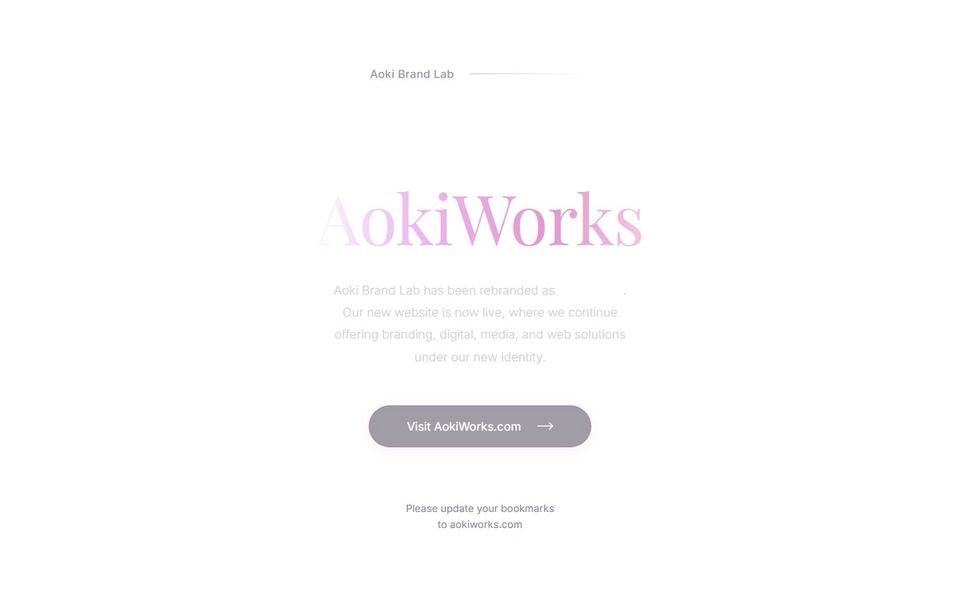 Aoki Brand Lab
AokiWorks
Aoki Brand Lab has been rebranded as .
Our new website is now live, where we continue
offering branding, digital, media, and web solutions
under our new identity.
Visit AokiWorks.com →
Please update your bookmarks
to aokiworks.com